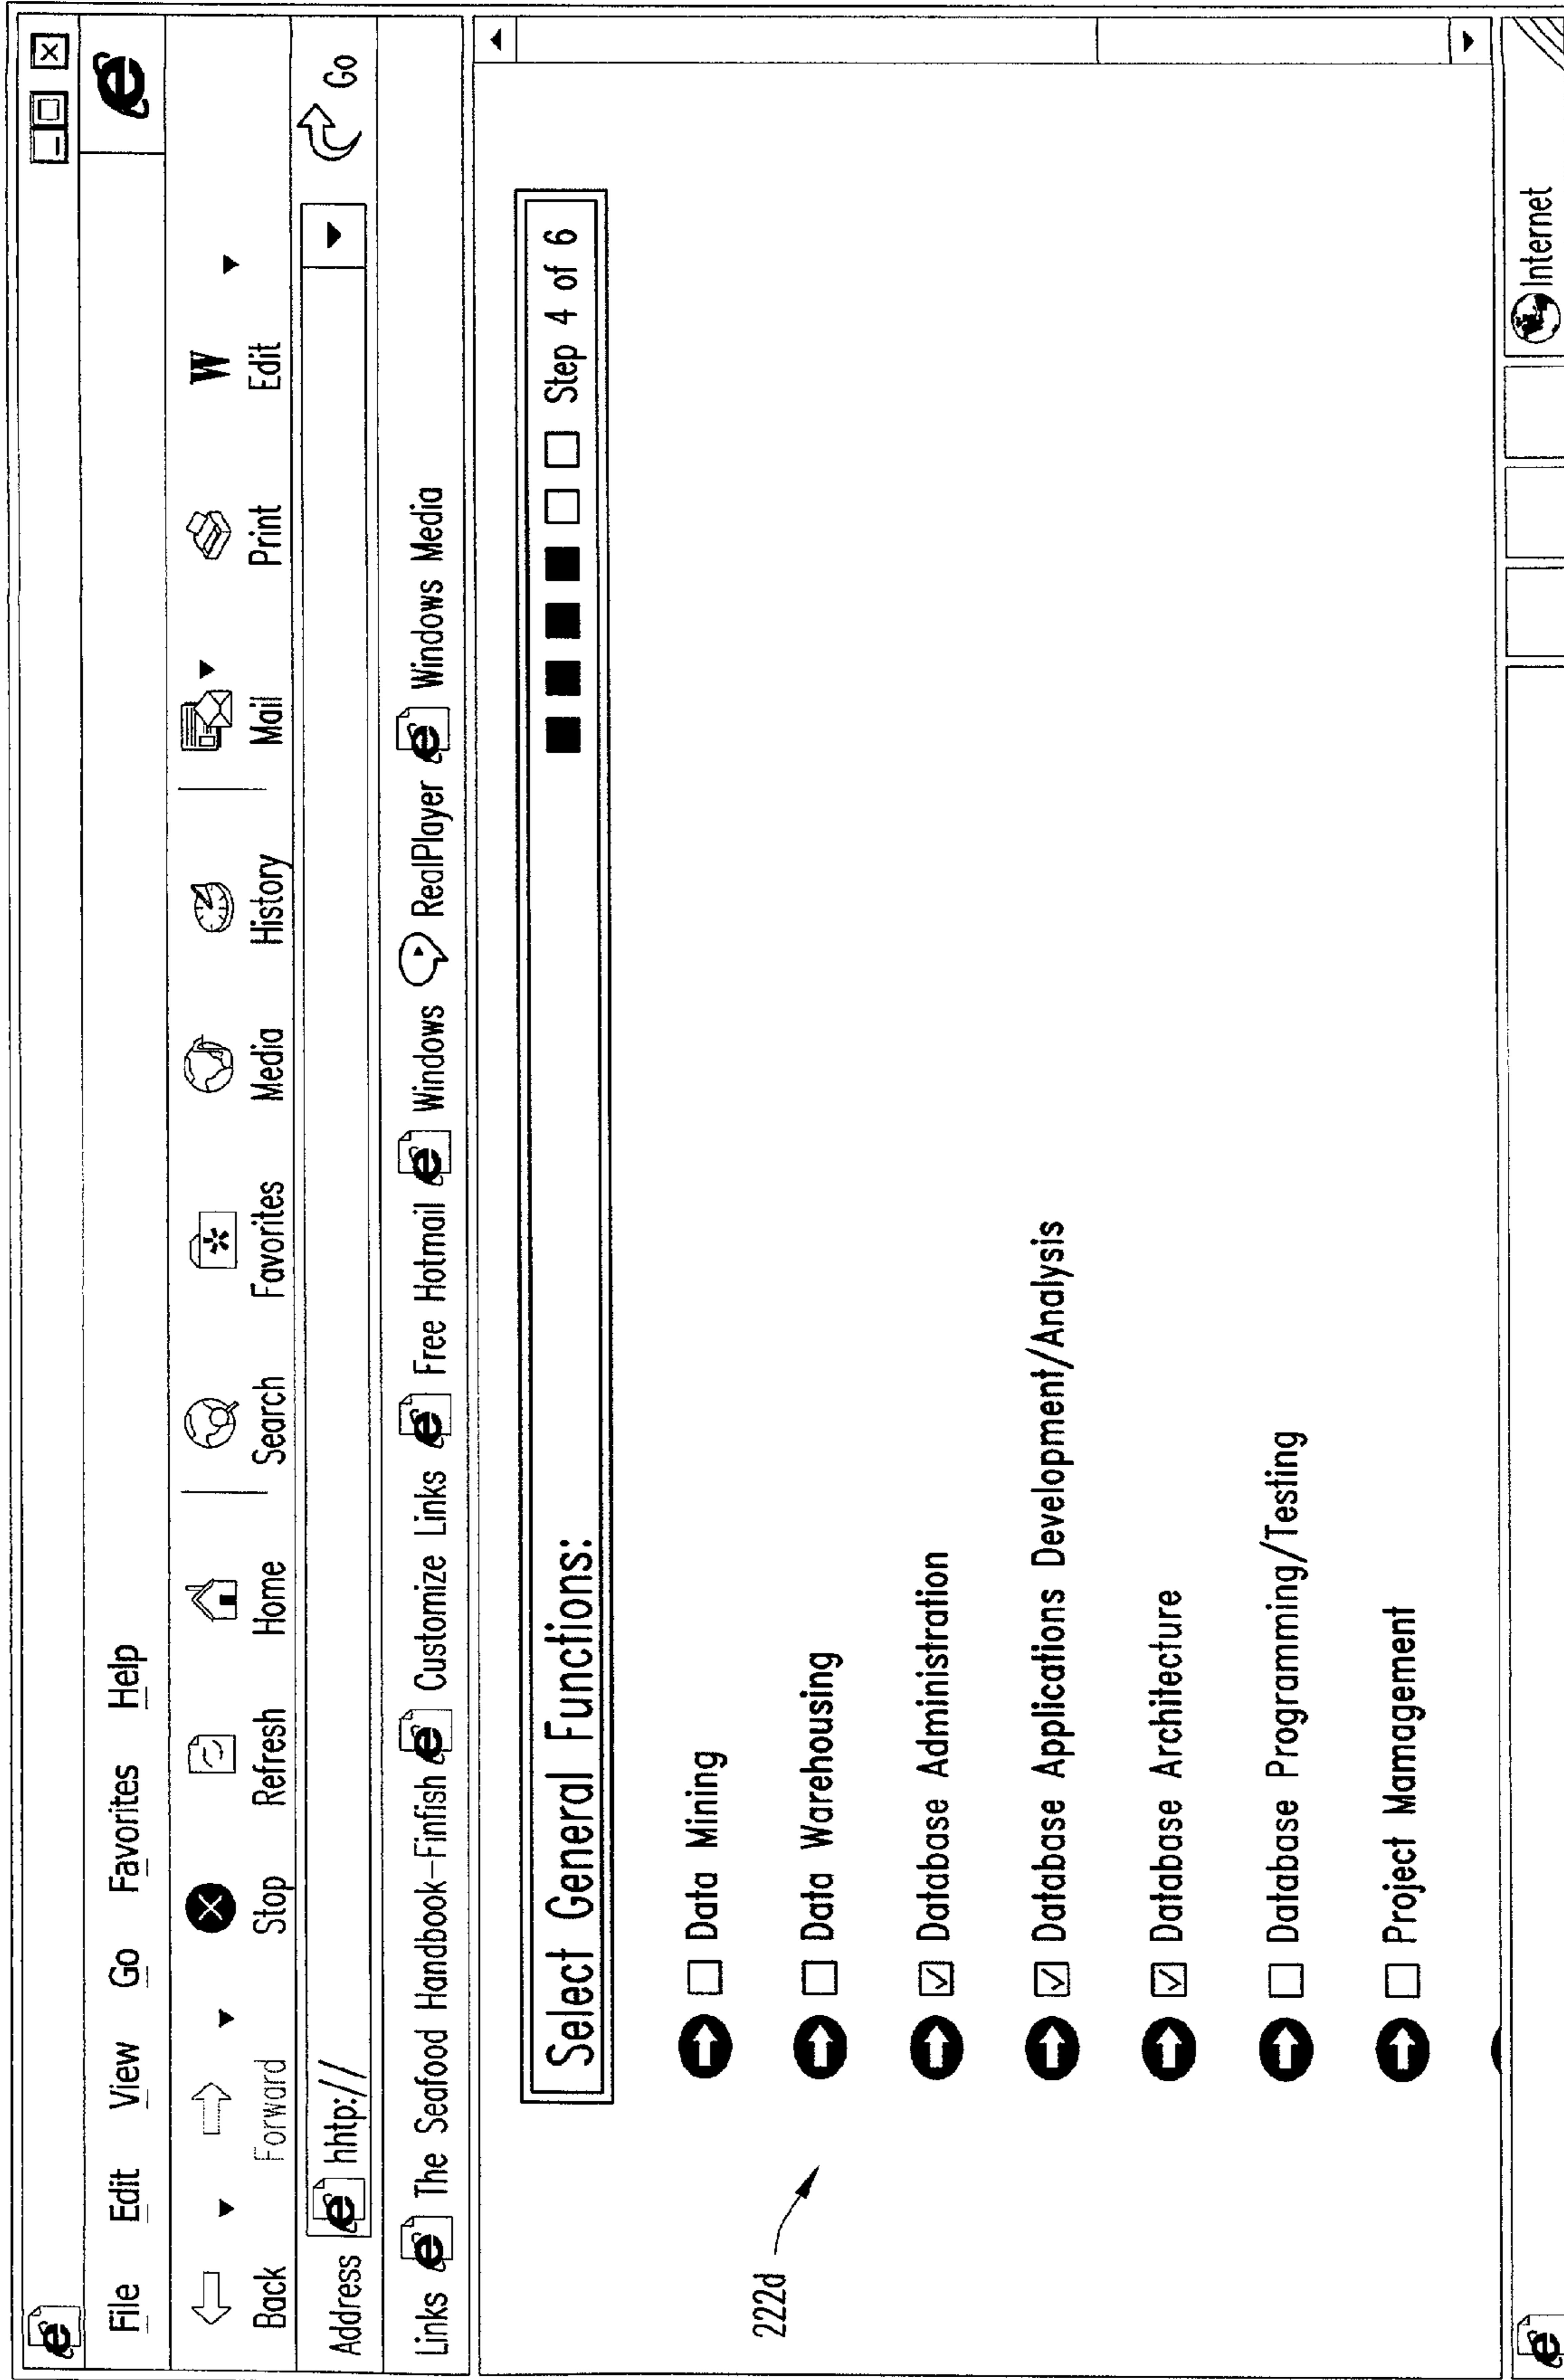 File Edit View Go Favorites Help
Back Forward Stop Refresh Home Search Favorites Media History Mail Print Edit
W
Address hhtp:// Go
Links The Seafood Handbook-Finfish Customize Links Free Hotmail Windows RealPlayer Windows Media
Select General Functions: Step 4 of 6
Data Mining
222d
Data Warehousing
Database Administration
Database Applications Development/Analysis
Database Architecture
Database Programming/Testing
Project Mamagement
Internet